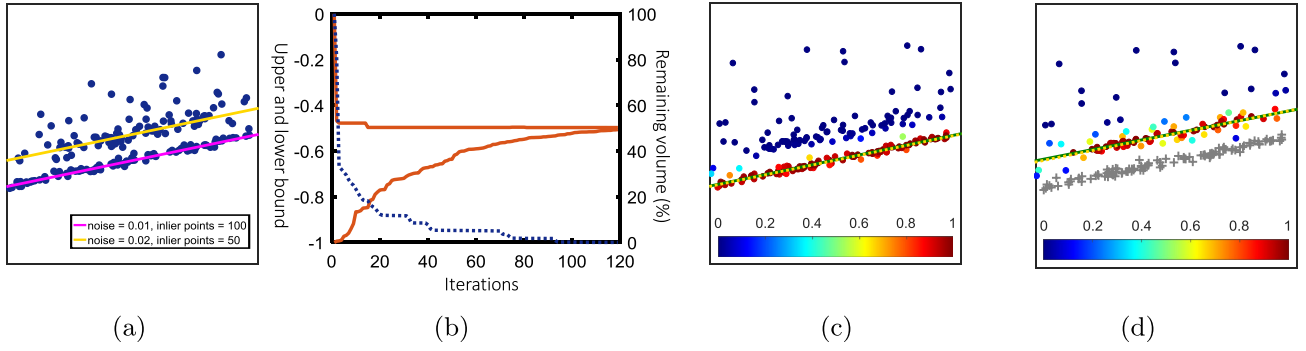 noise = 0.01, inlier points = 100
noise = 0.02, inlier points = 50
(a)
Upper and lower bound
0
-0.2
-0.4
-0.6
-0.8
-1
0 20 40 60 80 100 120
Iterations
100
80
60
40
20
0
Remaining volume (%)
(b)
0 0.2 0.4 0.6 0.8 1
(c)
0 0.2 0.4 0.6 0.8 1
(d)